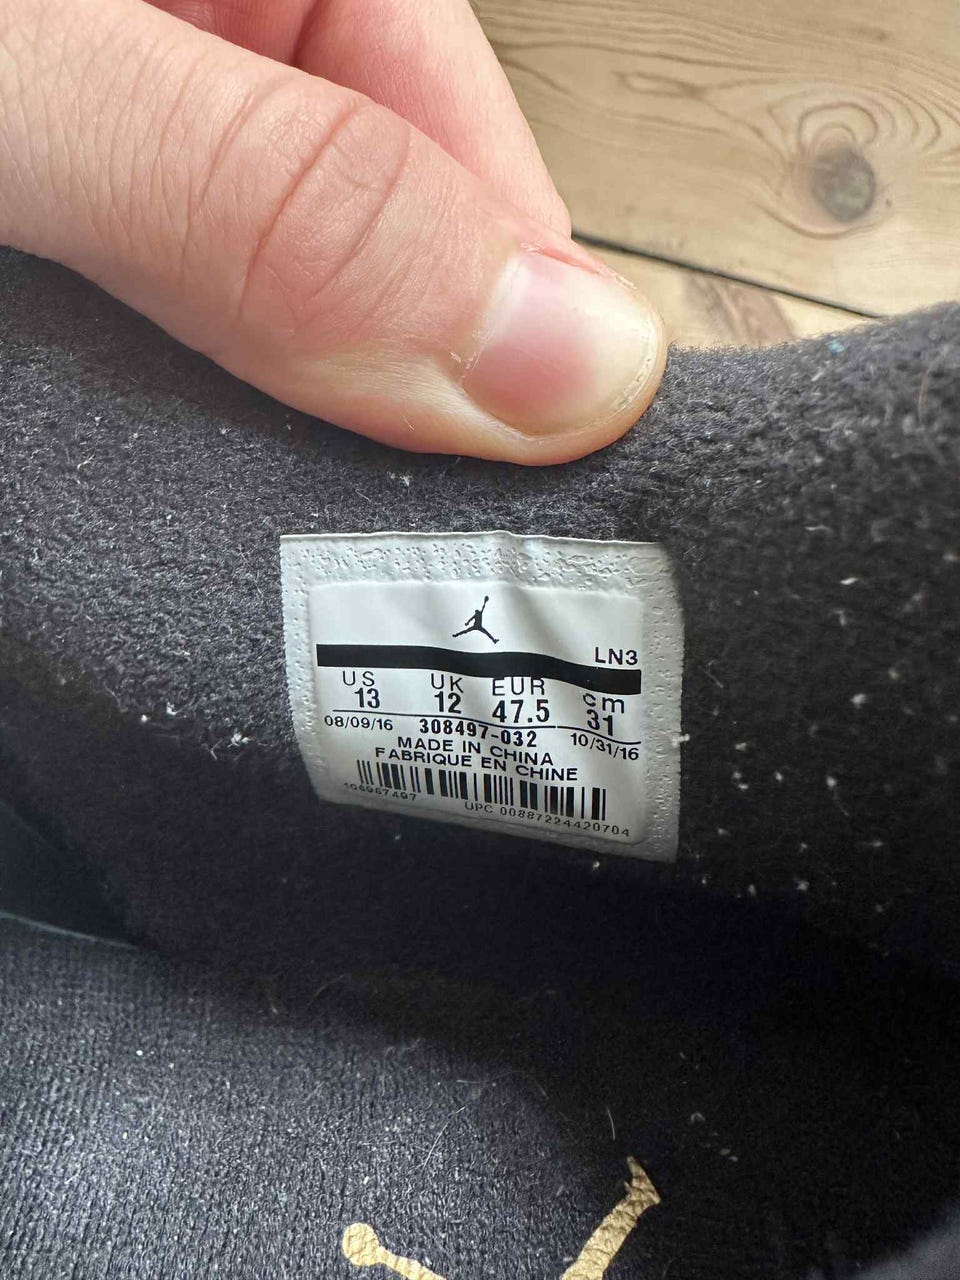 LN3
US UK EUR cm
13 12 47.5 31
08/09/16 308497-032 10/31/16
MADE IN CHINA
FABRIQUE EN CHINE
106967497 UPC 00887224420704